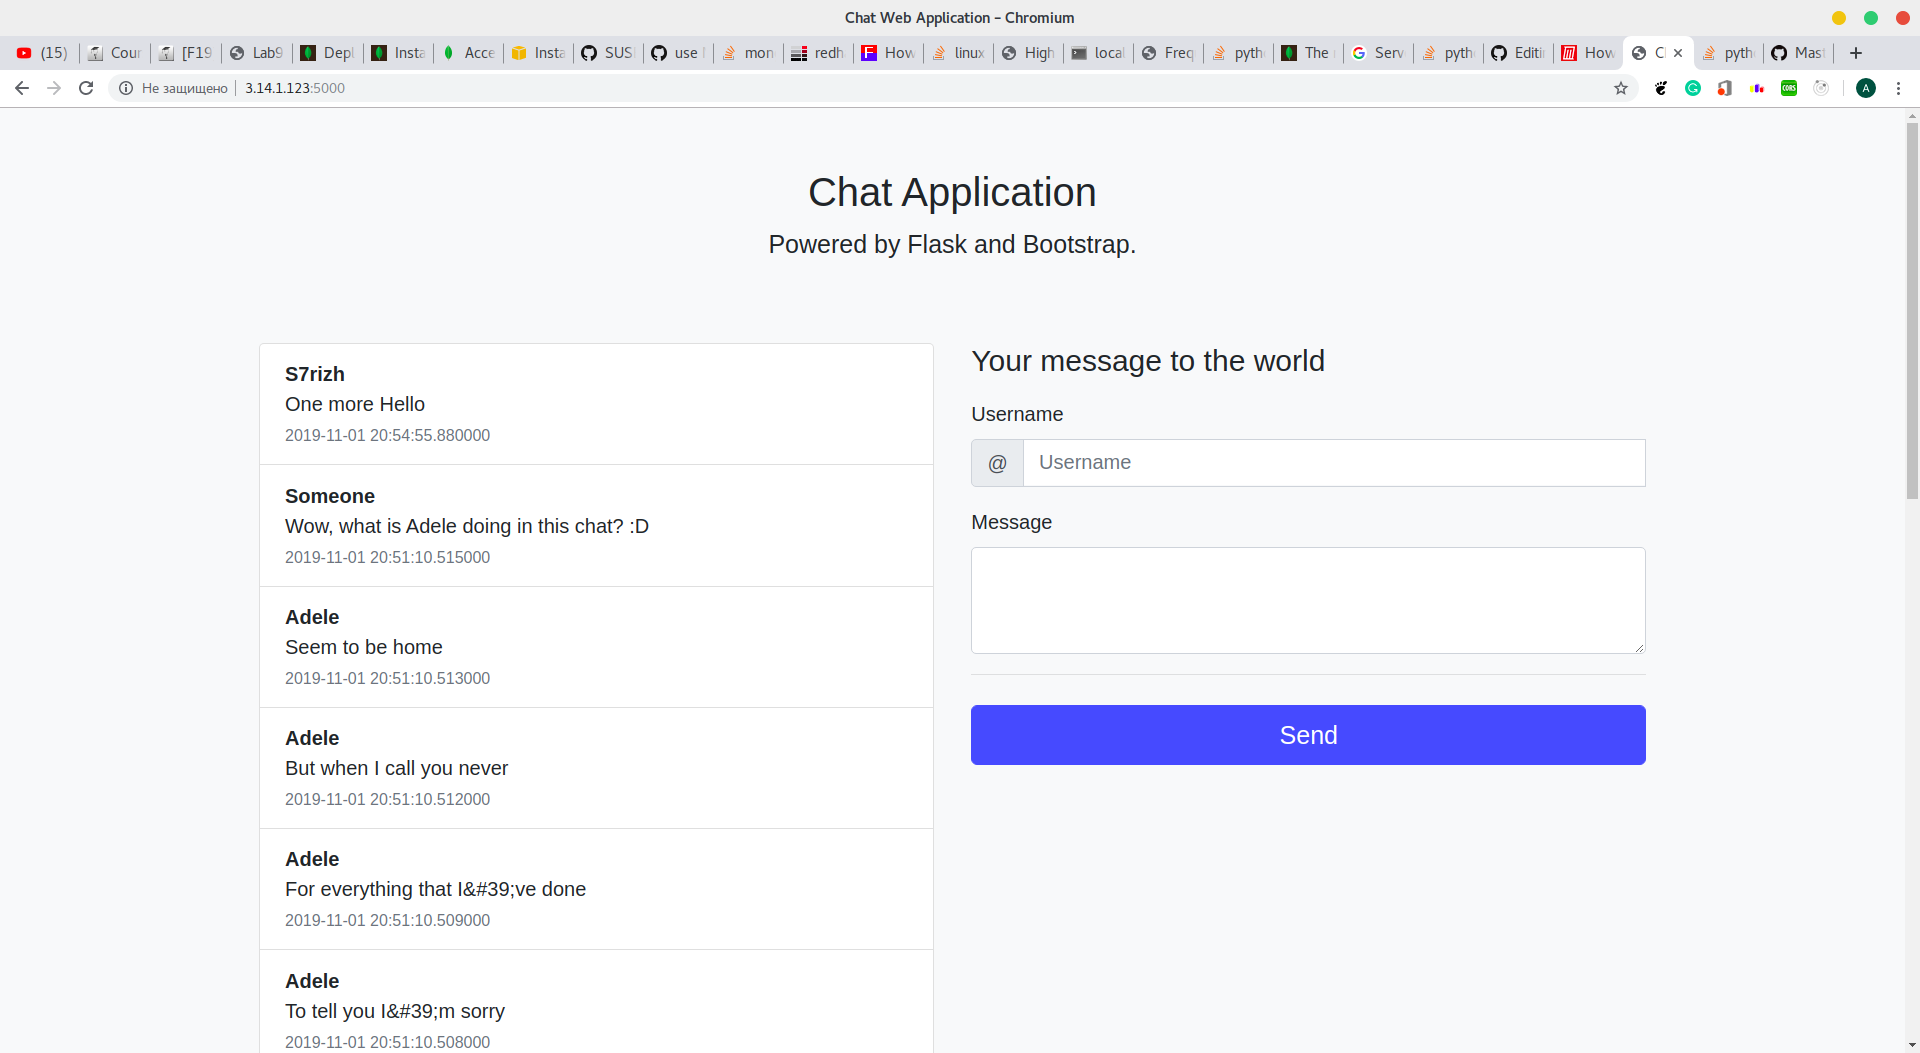 Chat Web Application - Chromium
(15)
Cour
[F19
Lab9
Depl
Insta
Acce
Insta
SUS
use
mon
redh
How
linux
High
local
Freq
pyth
The
Serv
pyth
Editi
How
pyth
Mast
Не защищено
3.14.1.123:5000
CORS
A
Chat Application
Powered by Flask and Bootstrap.
S7rizh
One more Hello
2019-11-01 20:54:55.880000
Someone
Wow, what is Adele doing in this chat? :D
2019-11-01 20:51:10.515000
Adele
Seem to be home
2019-11-01 20:51:10.513000
Adele
But when I call you never
2019-11-01 20:51:10.512000
Adele
For everything that I&#39;ve done
2019-11-01 20:51:10.509000
Adele
To tell you I&#39;m sorry
2019-11-01 20:51:10.508000
Your message to the world
Username
@
Username
Message
Send